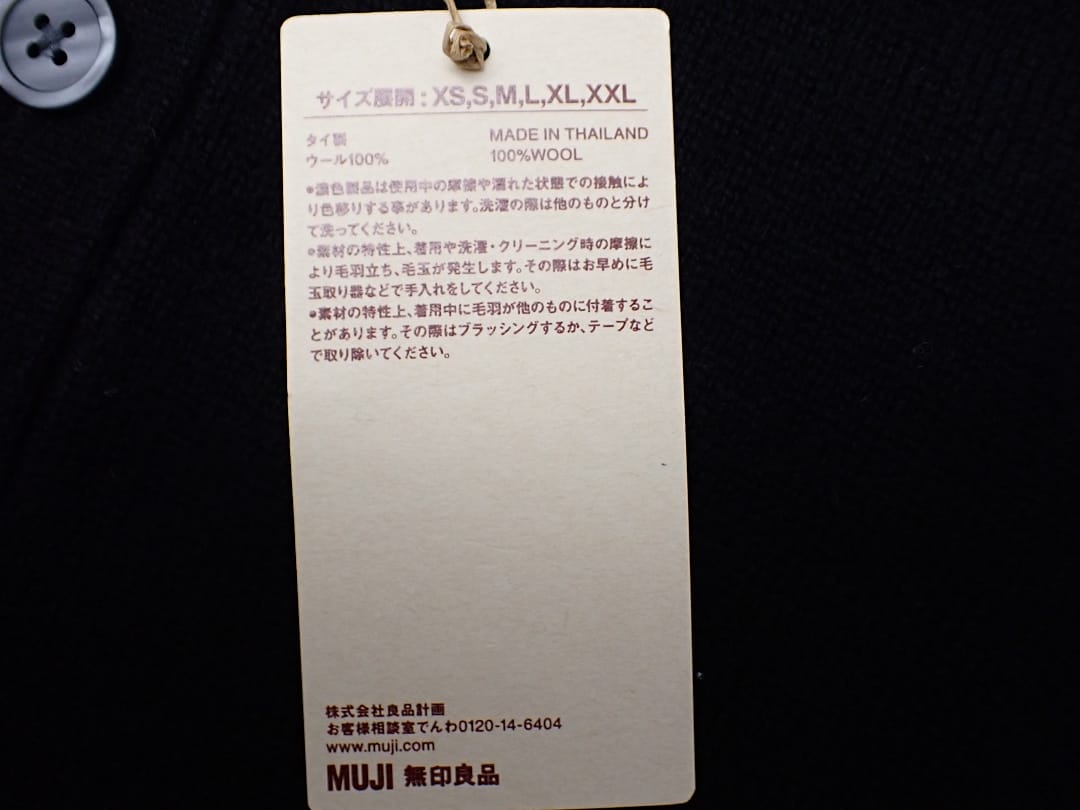 サイズ展開：XS,S,M,L,XL,XXL
タイ製 MADE IN THAILAND
ウール100% 100%WOOL
●濃色製品は使用中の摩擦や濡れた状態での接触によ
り色移りする事があります。洗濯の際は他のものと分け
て洗ってください。
●素材の特性上、着用や洗濯・クリーニング時の摩擦に
より毛羽立ち、毛玉が発生します。その際はお早めに毛
玉取り器などで手入れをしてください。
●素材の特性上、着用中に毛羽が他のものに付着するこ
とがあります。その際はブラッシングするか、テープなど
で取り除いてください。
株式会社良品計画
お客様相談室でんわ0120-14-6404
www.muji.com
MUJI 無印良品